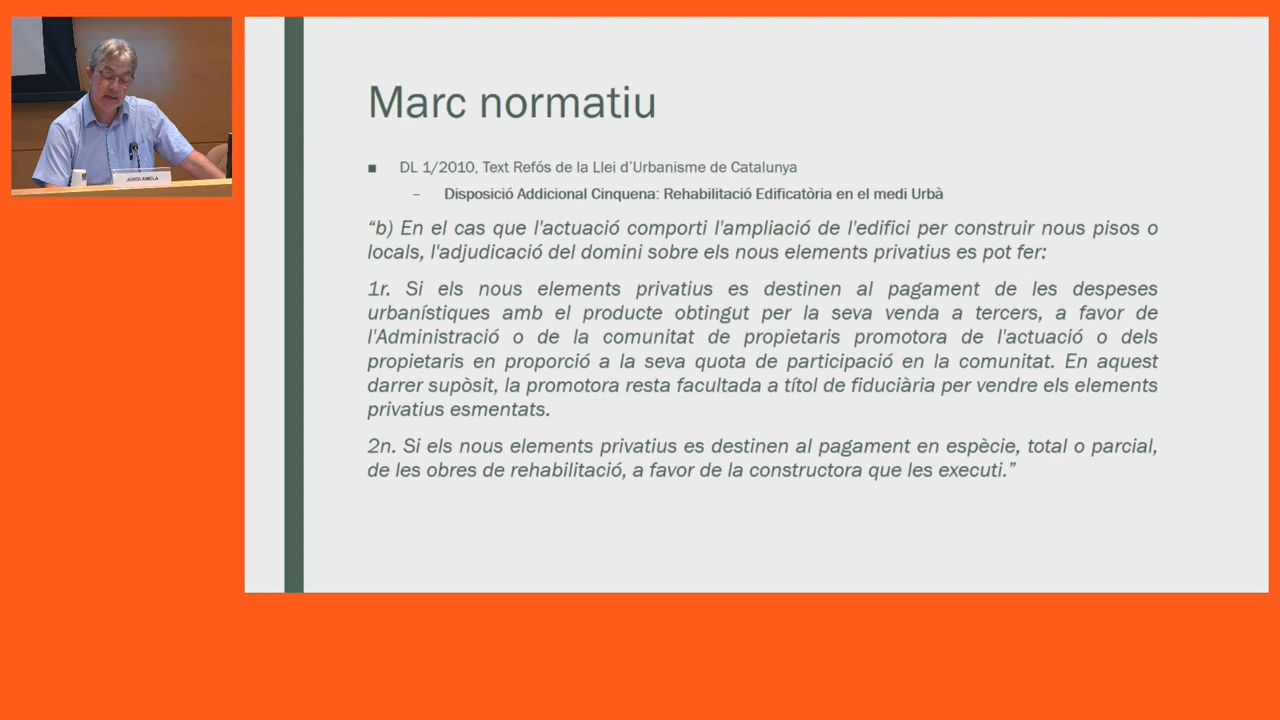 Marc normatiu
▪ DL 1/2010, Text Refós de la Llei d'Urbanisme de Catalunya
– Disposició Addicional Cinquena: Rehabilitació Edificatòria en el medi Urbà
“b) En el cas que l'actuació comporti l'ampliació de l'edifici per construir nous pisos o
locals, l'adjudicació del domini sobre els nous elements privatius es pot fer:
1r. Si els nous elements privatius es destinen al pagament de les despeses
urbanístiques amb el producte obtingut per la seva venda a tercers, a favor de
l'Administració o de la comunitat de propietaris promotora de l'actuació o dels
propietaris en proporció a la seva quota de participació en la comunitat. En aquest
darrer supòsit, la promotora resta facultada a títol de fiduciària per vendre els elements
privatius esmentats.
2n. Si els nous elements privatius es destinen al pagament en espècie, total o parcial,
de les obres de rehabilitació, a favor de la constructora que les executi.”
JORDI AMELA